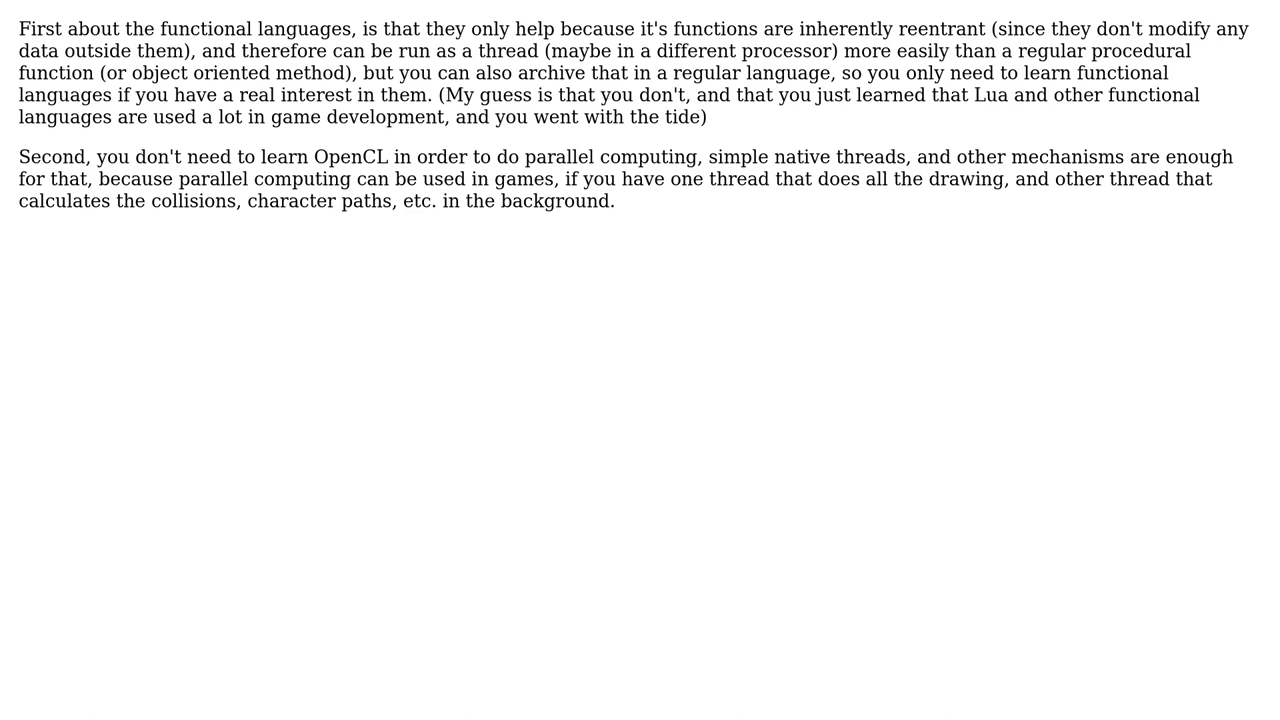 First about the functional languages, is that they only help because it's functions are inherently reentrant (since they don't modify any
data outside them), and therefore can be run as a thread (maybe in a different processor) more easily than a regular procedural
function (or object oriented method), but you can also archive that in a regular language, so you only need to learn functional
languages if you have a real interest in them. (My guess is that you don't, and that you just learned that Lua and other functional
languages are used a lot in game development, and you went with the tide)
Second, you don't need to learn OpenCL in order to do parallel computing, simple native threads, and other mechanisms are enough
for that, because parallel computing can be used in games, if you have one thread that does all the drawing, and other thread that
calculates the collisions, character paths, etc. in the background.